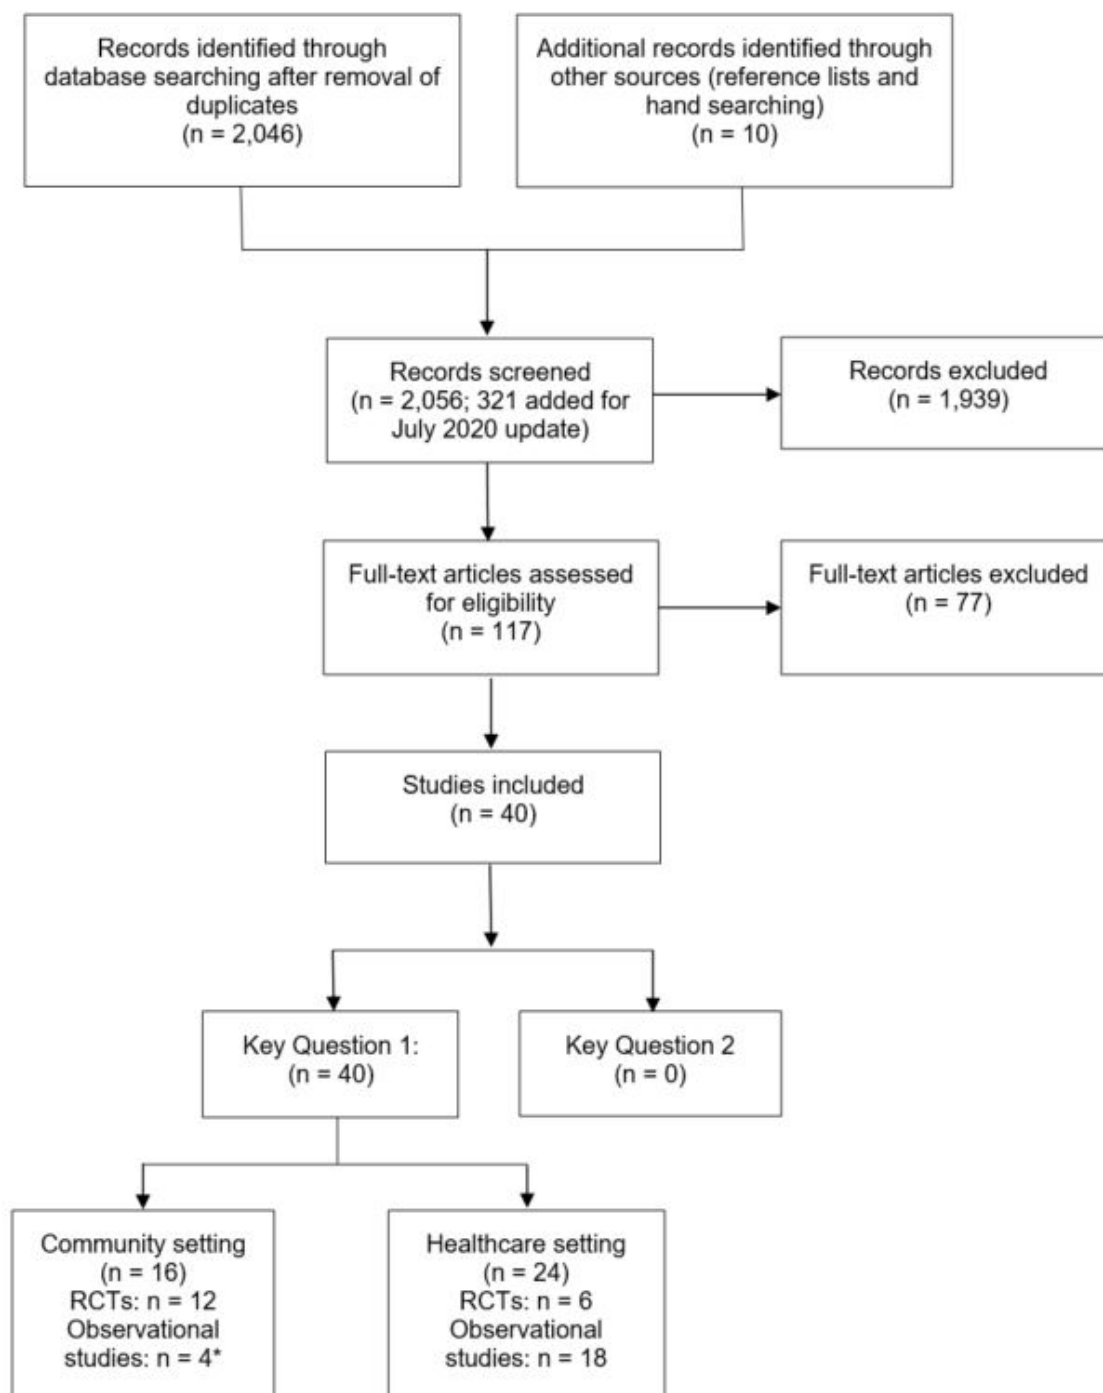 Records identified through
database searching after removal of
duplicates
(n = 2,046)
Additional records identified through
other sources (reference lists and
hand searching)
(n = 10)
Records screened
(n = 2,056; 321 added for
July 2020 update)
Records excluded
(n = 1,939)
Full-text articles assessed
for eligibility
(n = 117)
Full-text articles excluded
(n = 77)
Studies included
(n = 40)
Key Question 1:
(n = 40)
Key Question 2
(n = 0)
Community setting
(n = 16)
RCTs: n = 12
Observational
studies: n = 4*
Healthcare setting
(n = 24)
RCTs: n = 6
Observational
studies: n = 18